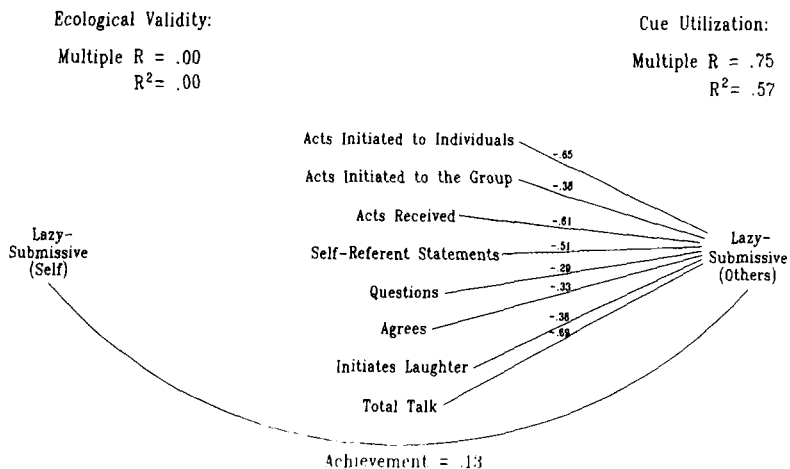 Ecological Validity:
Multiple R = .00
R²= .00
Cue Utilization:
Multiple R = .75
R²= .57
Acts Initiated to Individuals
-.65
Acts Initiated to the Group
-.38
Acts Received
-.61
Self-Referent Statements
-.51
Questions
-.29
Agrees
-.33
Initiates Laughter
-.36
Total Talk
-.69
Lazy-
Submissive
(Self)
Lazy-
Submissive
(Others)
Achievement = .13